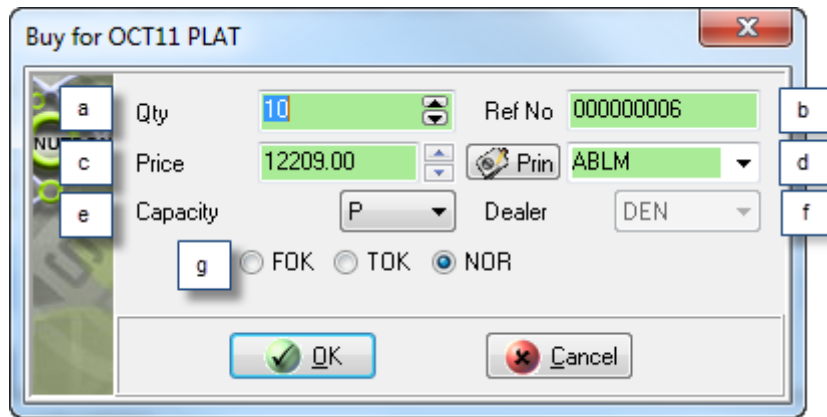 Buy for OCT11 PLAT
a Qty 10 Ref No 000000006 b
c Price 12209.00 Prin ABLM d
e Capacity P Dealer DEN f
g FOK TOK NOR
OK Cancel